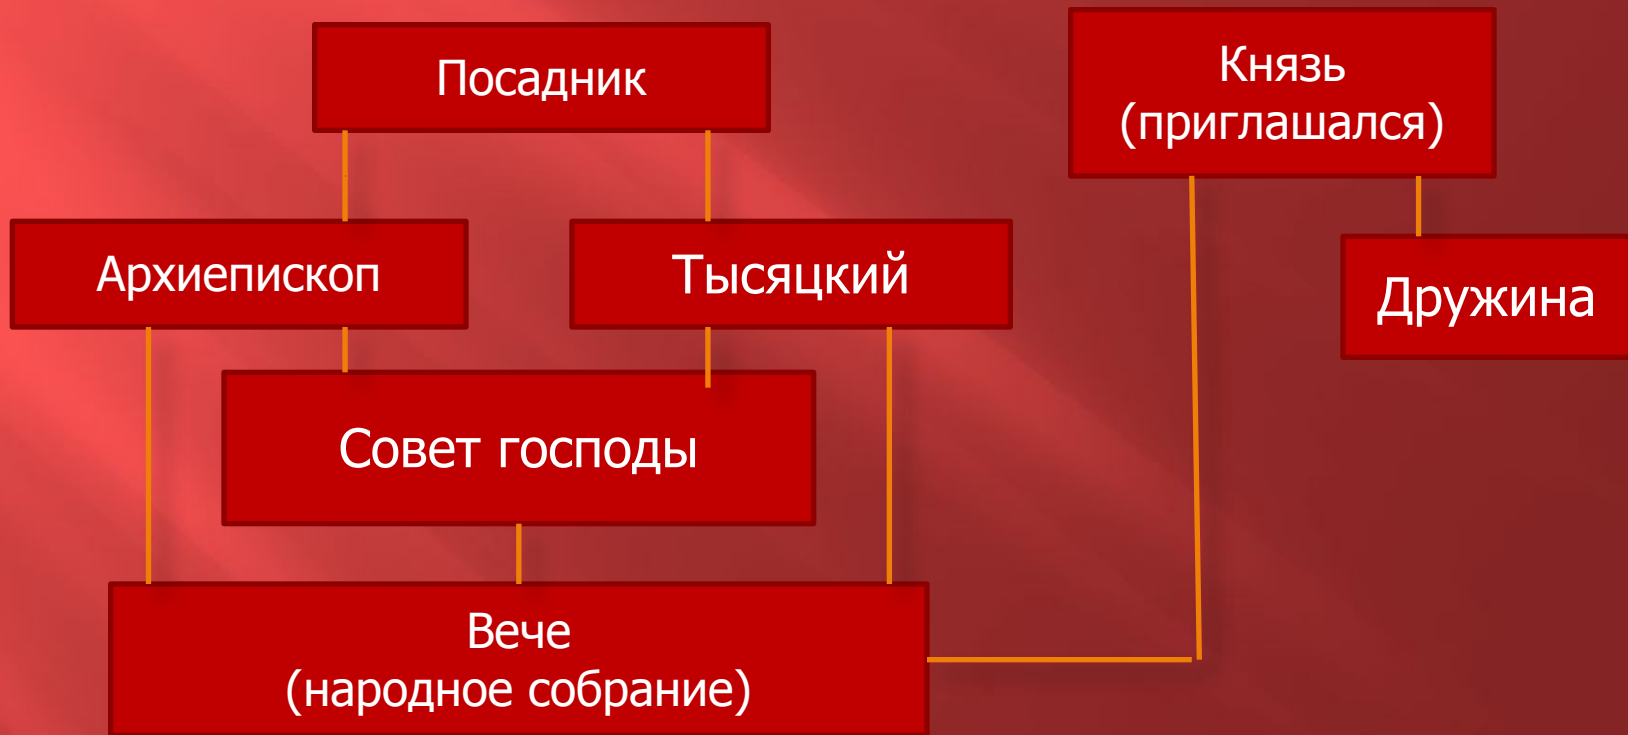 Посадник
Князь
(приглашался)
Архиепископ
Тысяцкий
Дружина
Совет господы
Вече
(народное собрание)